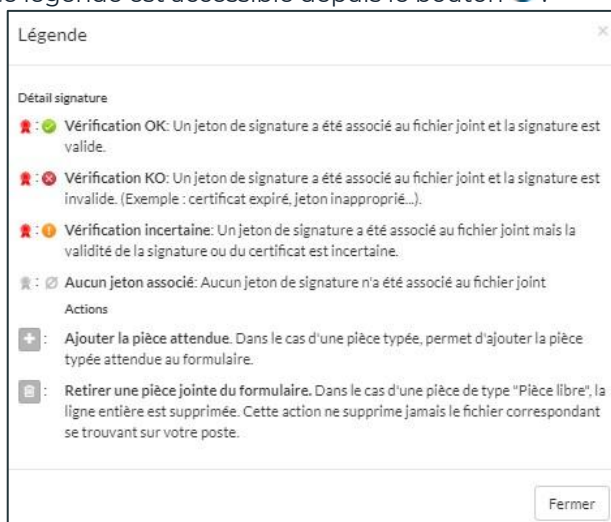 légende est accessible depuis le bouton
Légende
×
Détail signature
: Vérification OK: Un jeton de signature a été associé au fichier joint et la signature est
valide.
: Vérification KO: Un jeton de signature a été associé au fichier joint et la signature est
invalide. (Exemple : certificat expiré, jeton inapproprié...).
: Vérification incertaine: Un jeton de signature a été associé au fichier joint mais la
validité de la signature ou du certificat est incertaine.
: Aucun jeton associé: Aucun jeton de signature n'a été associé au fichier joint
Actions
: Ajouter la pièce attendue. Dans le cas d'une pièce typée, permet d'ajouter la pièce
typée attendue au formulaire.
: Retirer une pièce jointe du formulaire. Dans le cas d'une pièce de type "Pièce libre", la
ligne entière est supprimée. Cette action ne supprime jamais le fichier correspondant
se trouvant sur votre poste.
Fermer